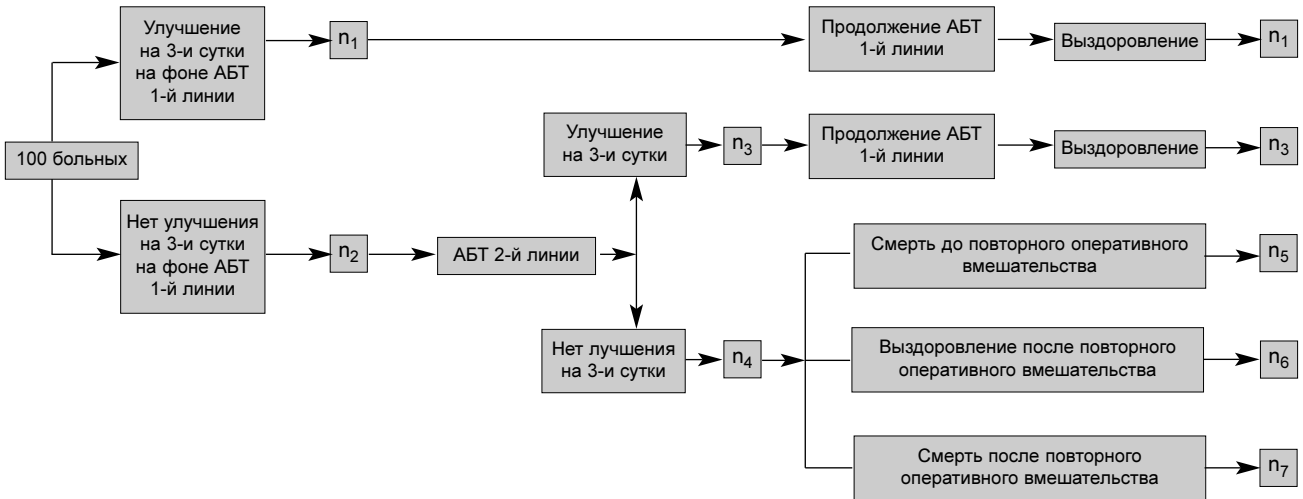 Улучшение
на 3-и сутки
на фоне АБТ
1-й линии
n1
Продолжение АБТ
1-й линии
Выздоровление
n1
100 больных
Улучшение
на 3-и сутки
n3
Продолжение АБТ
1-й линии
Выздоровление
n3
Нет улучшения
на 3-и сутки
на фоне АБТ
1-й линии
n2
АБТ 2-й линии
Нет лучшения
на 3-и сутки
n4
Смерть до повторного оперативного
вмешательства
n5
Выздоровление после повторного
оперативного вмешательства
n6
Смерть после повторного
оперативного вмешательства
n7